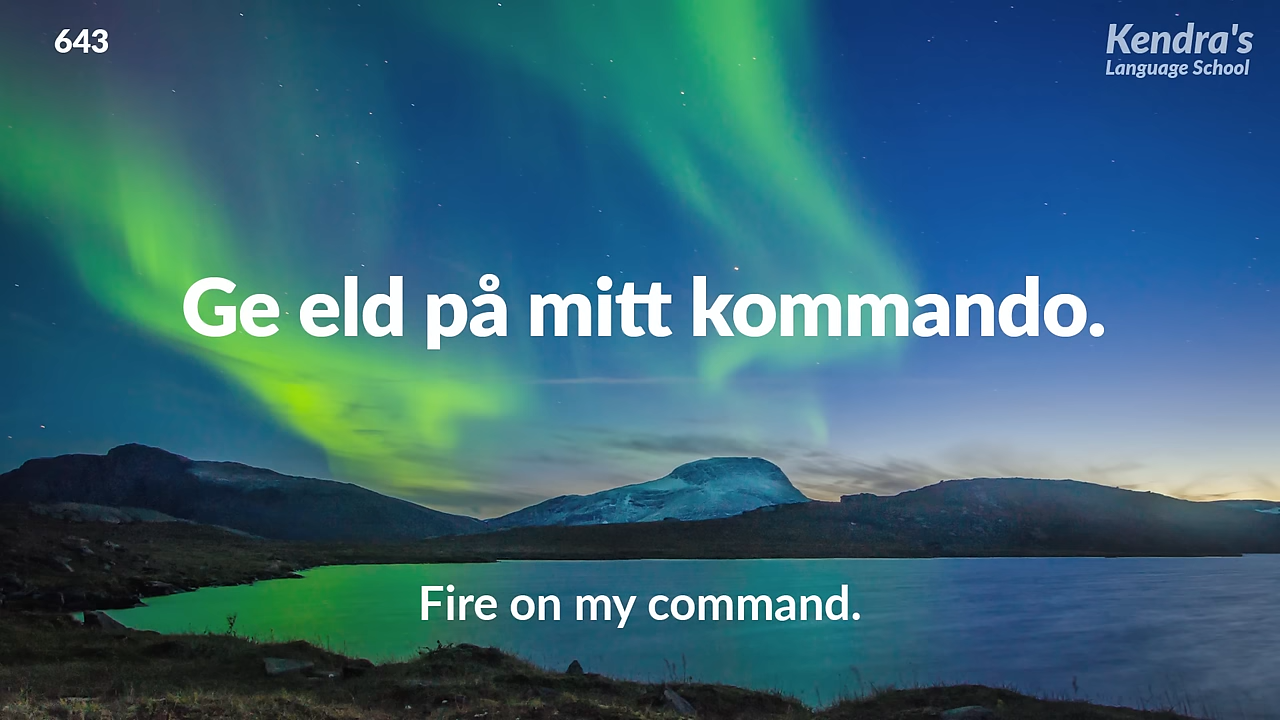 643
Kendra's
Language School
Ge eld på mitt kommando.
Fire on my command.